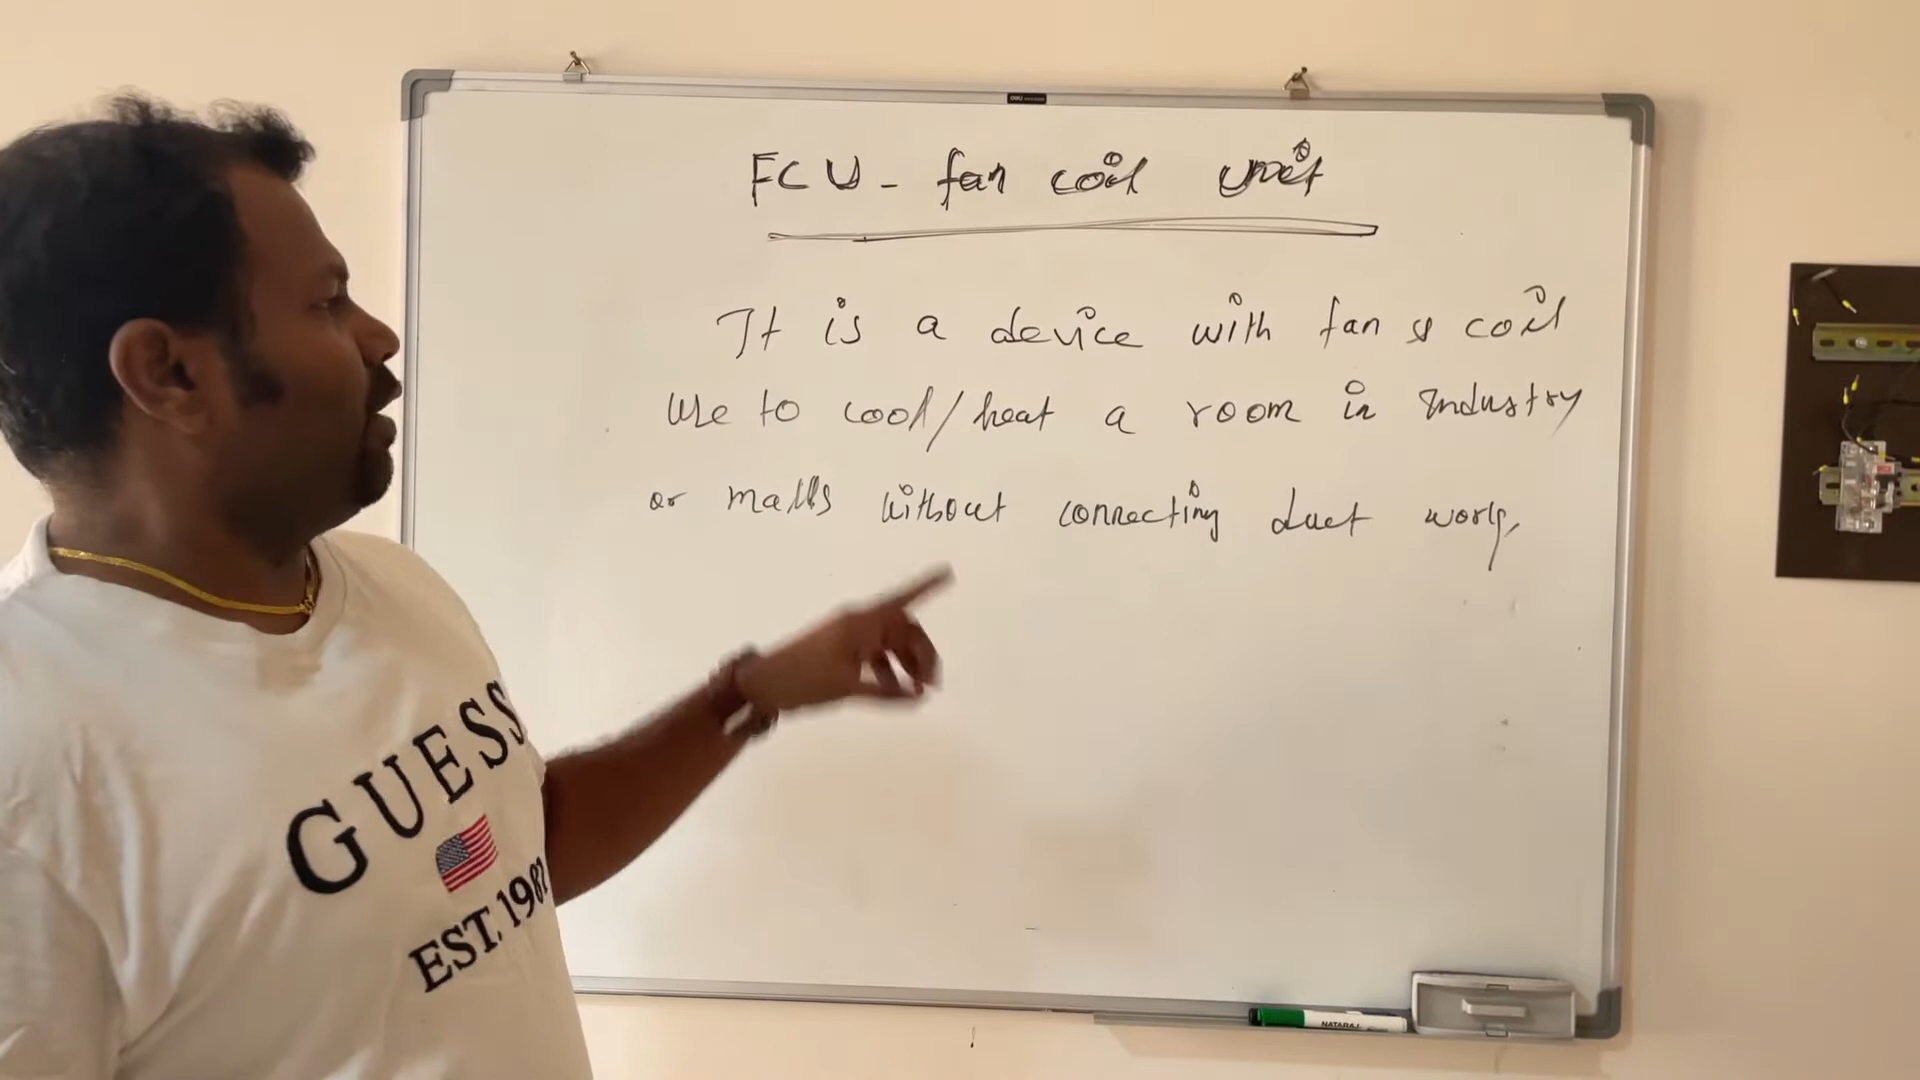 FCU - fan coil unit
It is a device with fan & coil
use to cool/heat a room in Industry
or malls without connecting duct work,
GUESS
EST. 1981
NATARAJ